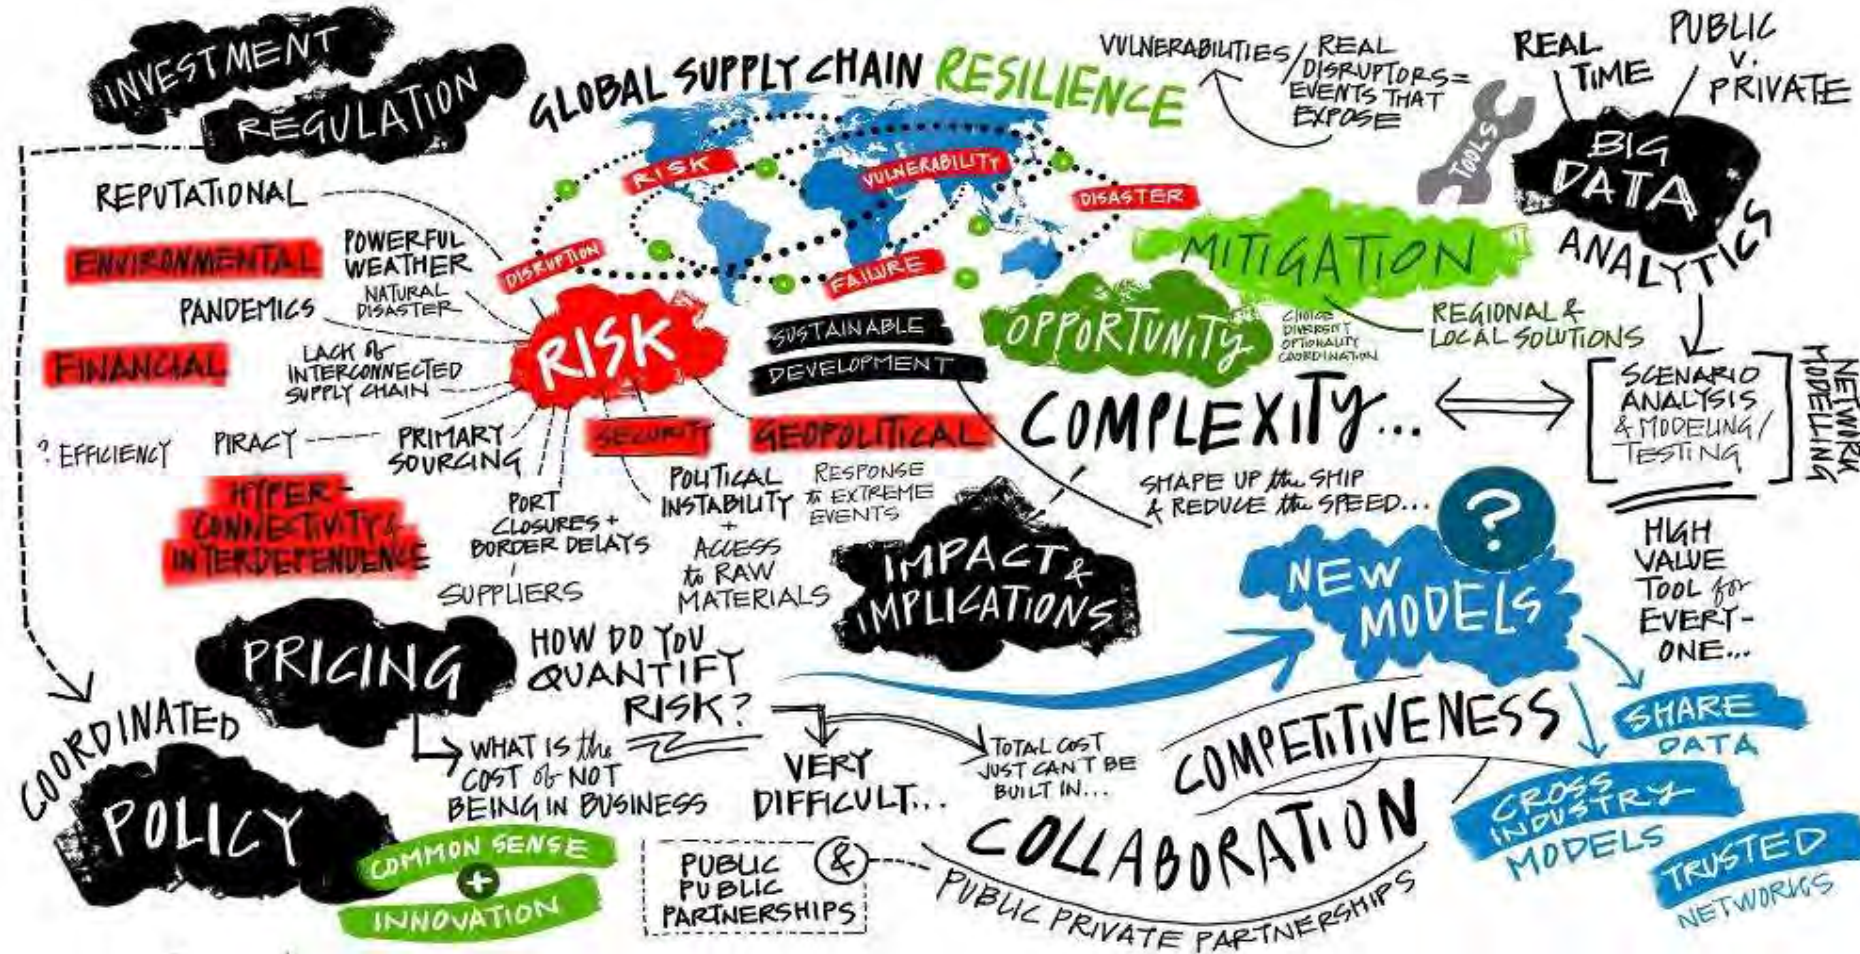 INVESTMENT
REGULATION
GLOBAL SUPPLY CHAIN RESILIENCE
RISK
VULNERABILITY
DISASTER
DISRUPTION
FAILURE
VULNERABILITIES/
REAL
DISRUPTORS=
EVENTS THAT
EXPOSE
TOOLS
REAL
TIME
PUBLIC
V.
PRIVATE
BIG
DATA
ANALYTICS
REPUTATIONAL
ENVIRONMENTAL
POWERFUL
WEATHER
NATURAL
DISASTER
PANDEMICS
FINANCIAL
LACK of
INTERCONNECTED
SUPPLY CHAIN
RISK
? EFFICIENCY
PIRACY
PRIMARY
SOURCING
SECURITY
GEOPOLITICAL
HYPER-
CONNECTIVITY &
INTERDEPENDENCE
PORT
CLOSURES +
BORDER DELAYS
SUPPLIERS
POLITICAL
INSTABILITY
+
ACCESS
to RAW
MATERIALS
RESPONSE
to EXTREME
EVENTS
SUSTAINABLE
DEVELOPMENT
MITIGATION
OPPORTUNITY
CHOICE
DIVERSITY
OPTIONALITY
COORDINATION
REGIONAL &
LOCAL SOLUTIONS
COMPLEXITY...
SCENARIO
ANALYSIS
& MODELING/
TESTING
NETWORK
MODELLING
SHAPE UP the SHIP
& REDUCE the SPEED...
HIGH
VALUE
TOOL for
EVERY-
ONE...
IMPACT &
IMPLICATIONS
?
NEW
MODELS
PRICING
HOW DO YOU
QUANTIFY
RISK?
WHAT IS the
COST of NOT
BEING IN BUSINESS
VERY
DIFFICULT...
TOTAL COST
JUST CAN'T BE
BUILT IN...
COMPETITIVENESS
COLLABORATION
PUBLIC PRIVATE PARTNERSHIPS
&
PUBLIC
PUBLIC
PARTNERSHIPS
SHARE
DATA
CROSS
INDUSTRY
MODELS
TRUSTED
NETWORKS
COORDINATED
POLICY
COMMON SENSE
+
INNOVATION